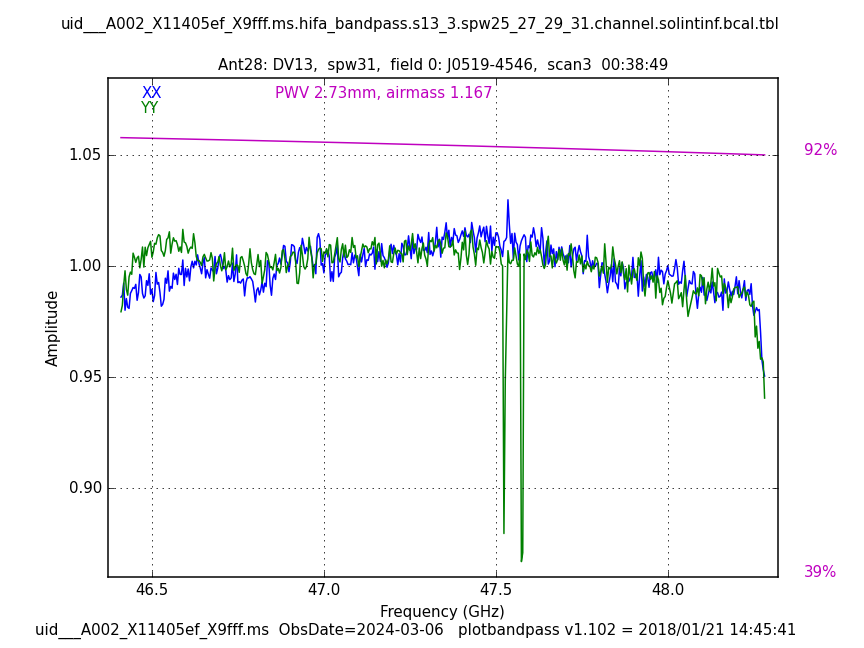 uid___A002_X11405ef_X9fff.ms.hifa_bandpass.s13_3.spw25_27_29_31.channel.solintinf.bcal.tbl
Ant28: DV13,  spw31,  field 0: J0519-4546,  scan3  00:38:49
XX
PWV 2.73mm, airmass 1.167
YY
1.05
92%
1.00
0.95
0.90
Amplitude
39%
46.5 47.0 47.5 48.0
Frequency (GHz)
uid___A002_X11405ef_X9fff.ms  ObsDate=2024-03-06   plotbandpass v1.102 = 2018/01/21 14:45:41